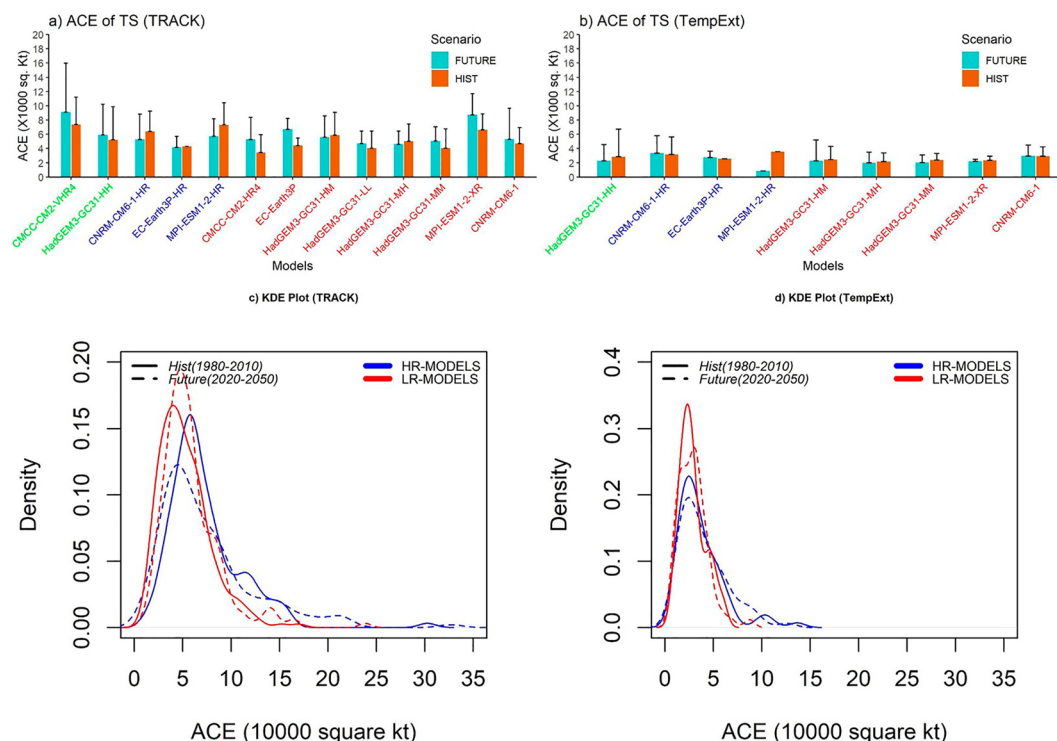 a) ACE of TS (TRACK)
20
18
16
14
12
10
8
6
4
2
0
ACE (X1000 sq. Kt)
Scenario
FUTURE
HIST
CMCC-CM2-VHR4
HadGEM3-GC31-HH
CNRM-CM6-1-HR
EC-Earth3P-HR
MPI-ESM1-2-HR
CMCC-CM2-HR4
EC-Earth3P
HadGEM3-GC31-HM
HadGEM3-GC31-LL
HadGEM3-GC31-MH
HadGEM3-GC31-MM
MPI-ESM1-2-XR
CNRM-CM6-1
Models
b) ACE of TS (TempExt)
20
18
16
14
12
10
8
6
4
2
0
ACE (X1000 sq. Kt)
Scenario
FUTURE
HIST
HadGEM3-GC31-HH
CNRM-CM6-1-HR
EC-Earth3P-HR
MPI-ESM1-2-HR
HadGEM3-GC31-HM
HadGEM3-GC31-MH
HadGEM3-GC31-MM
MPI-ESM1-2-XR
CNRM-CM6-1
Models
c) KDE Plot (TRACK)
Hist(1980-2010)
Future(2020-2050)
HR-MODELS
LR-MODELS
0.20
0.15
0.10
0.05
0.00
Density
0 5 10 15 20 25 30 35
ACE (10000 square kt)
d) KDE Plot (TempExt)
Hist(1980-2010)
Future(2020-2050)
HR-MODELS
LR-MODELS
0.4
0.3
0.2
0.1
0.0
Density
0 5 10 15 20 25 30 35
ACE (10000 square kt)